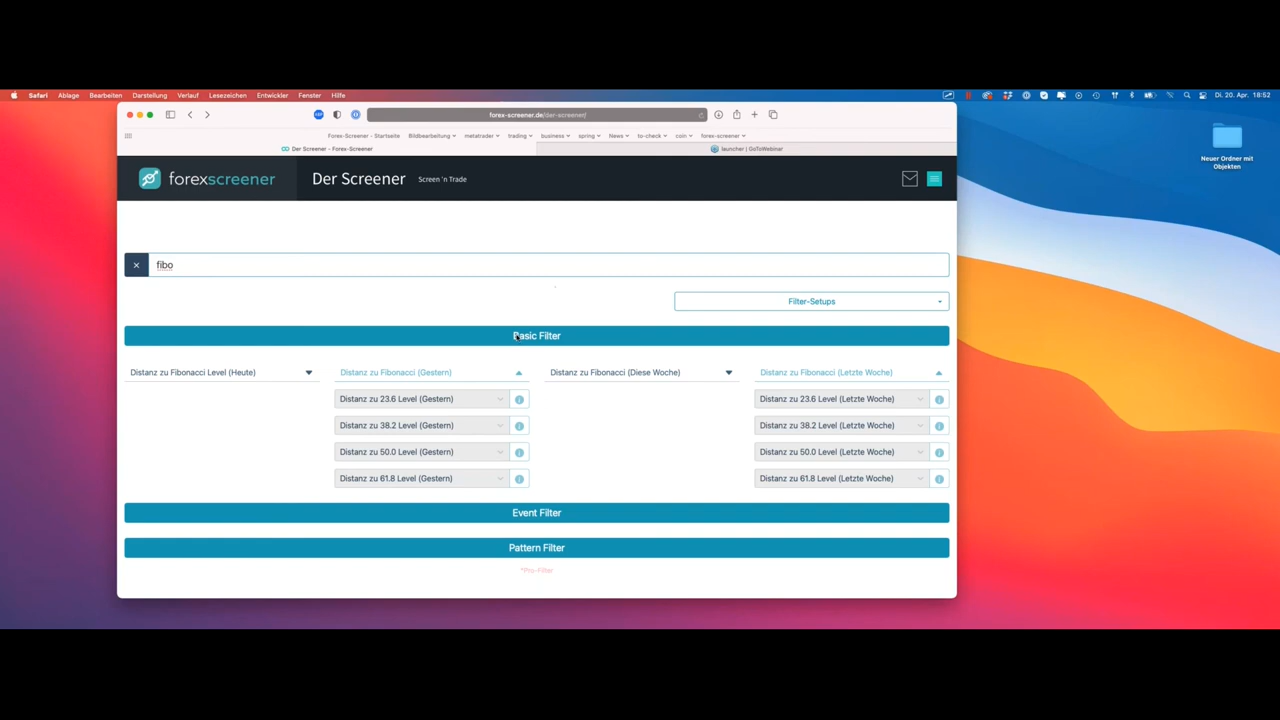 Safari Ablage Bearbeiten Darstellung Verlauf Lesezeichen Entwickler Fenster Hilfe
Di. 20. Apr. 18:52
forex-screener.de/der-screener/
Forex-Screener - Startseite Bildbearbeitung metatrader trading business spring News to-check coin forex-screener
Der Screener - Forex-Screener
launcher | GoToWebinar
Neuer Ordner mit
Objekten
forexscreener
Der Screener
Screen 'n Trade
fibo
Filter-Setups
Basic Filter
Distanz zu Fibonacci Level (Heute)
Distanz zu Fibonacci (Gestern)
Distanz zu Fibonacci (Diese Woche)
Distanz zu Fibonacci (Letzte Woche)
Distanz zu 23.6 Level (Gestern)
Distanz zu 23.6 Level (Letzte Woche)
Distanz zu 38.2 Level (Gestern)
Distanz zu 38.2 Level (Letzte Woche)
Distanz zu 50.0 Level (Gestern)
Distanz zu 50.0 Level (Letzte Woche)
Distanz zu 61.8 Level (Gestern)
Distanz zu 61.8 Level (Letzte Woche)
Event Filter
Pattern Filter
*Pro-Filter